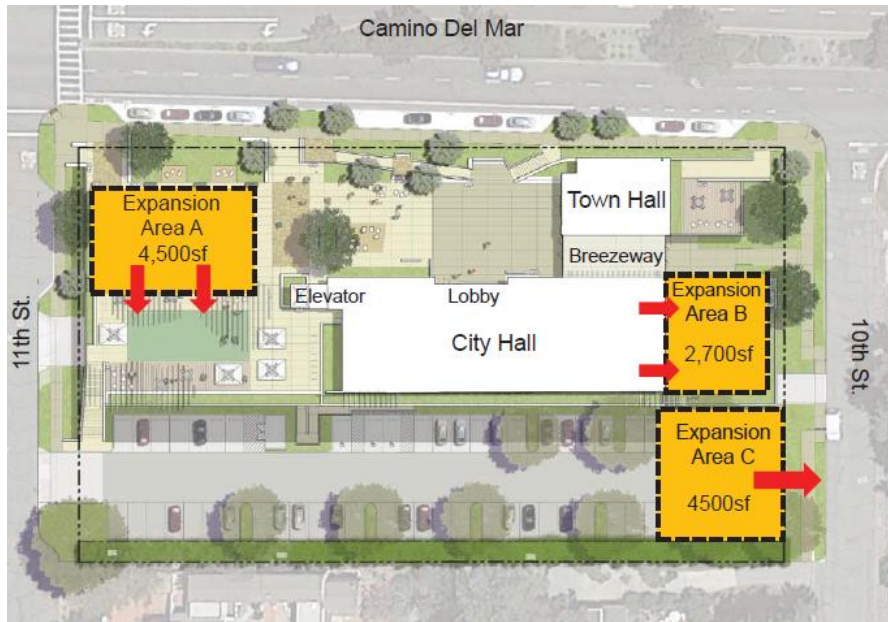 Camino Del Mar
Expansion
Area A
4,500sf
Town Hall
Breezeway
11th St.
Elevator
Lobby
City Hall
Expansion
Area B
2,700sf
10th St.
Expansion
Area C
4500sf